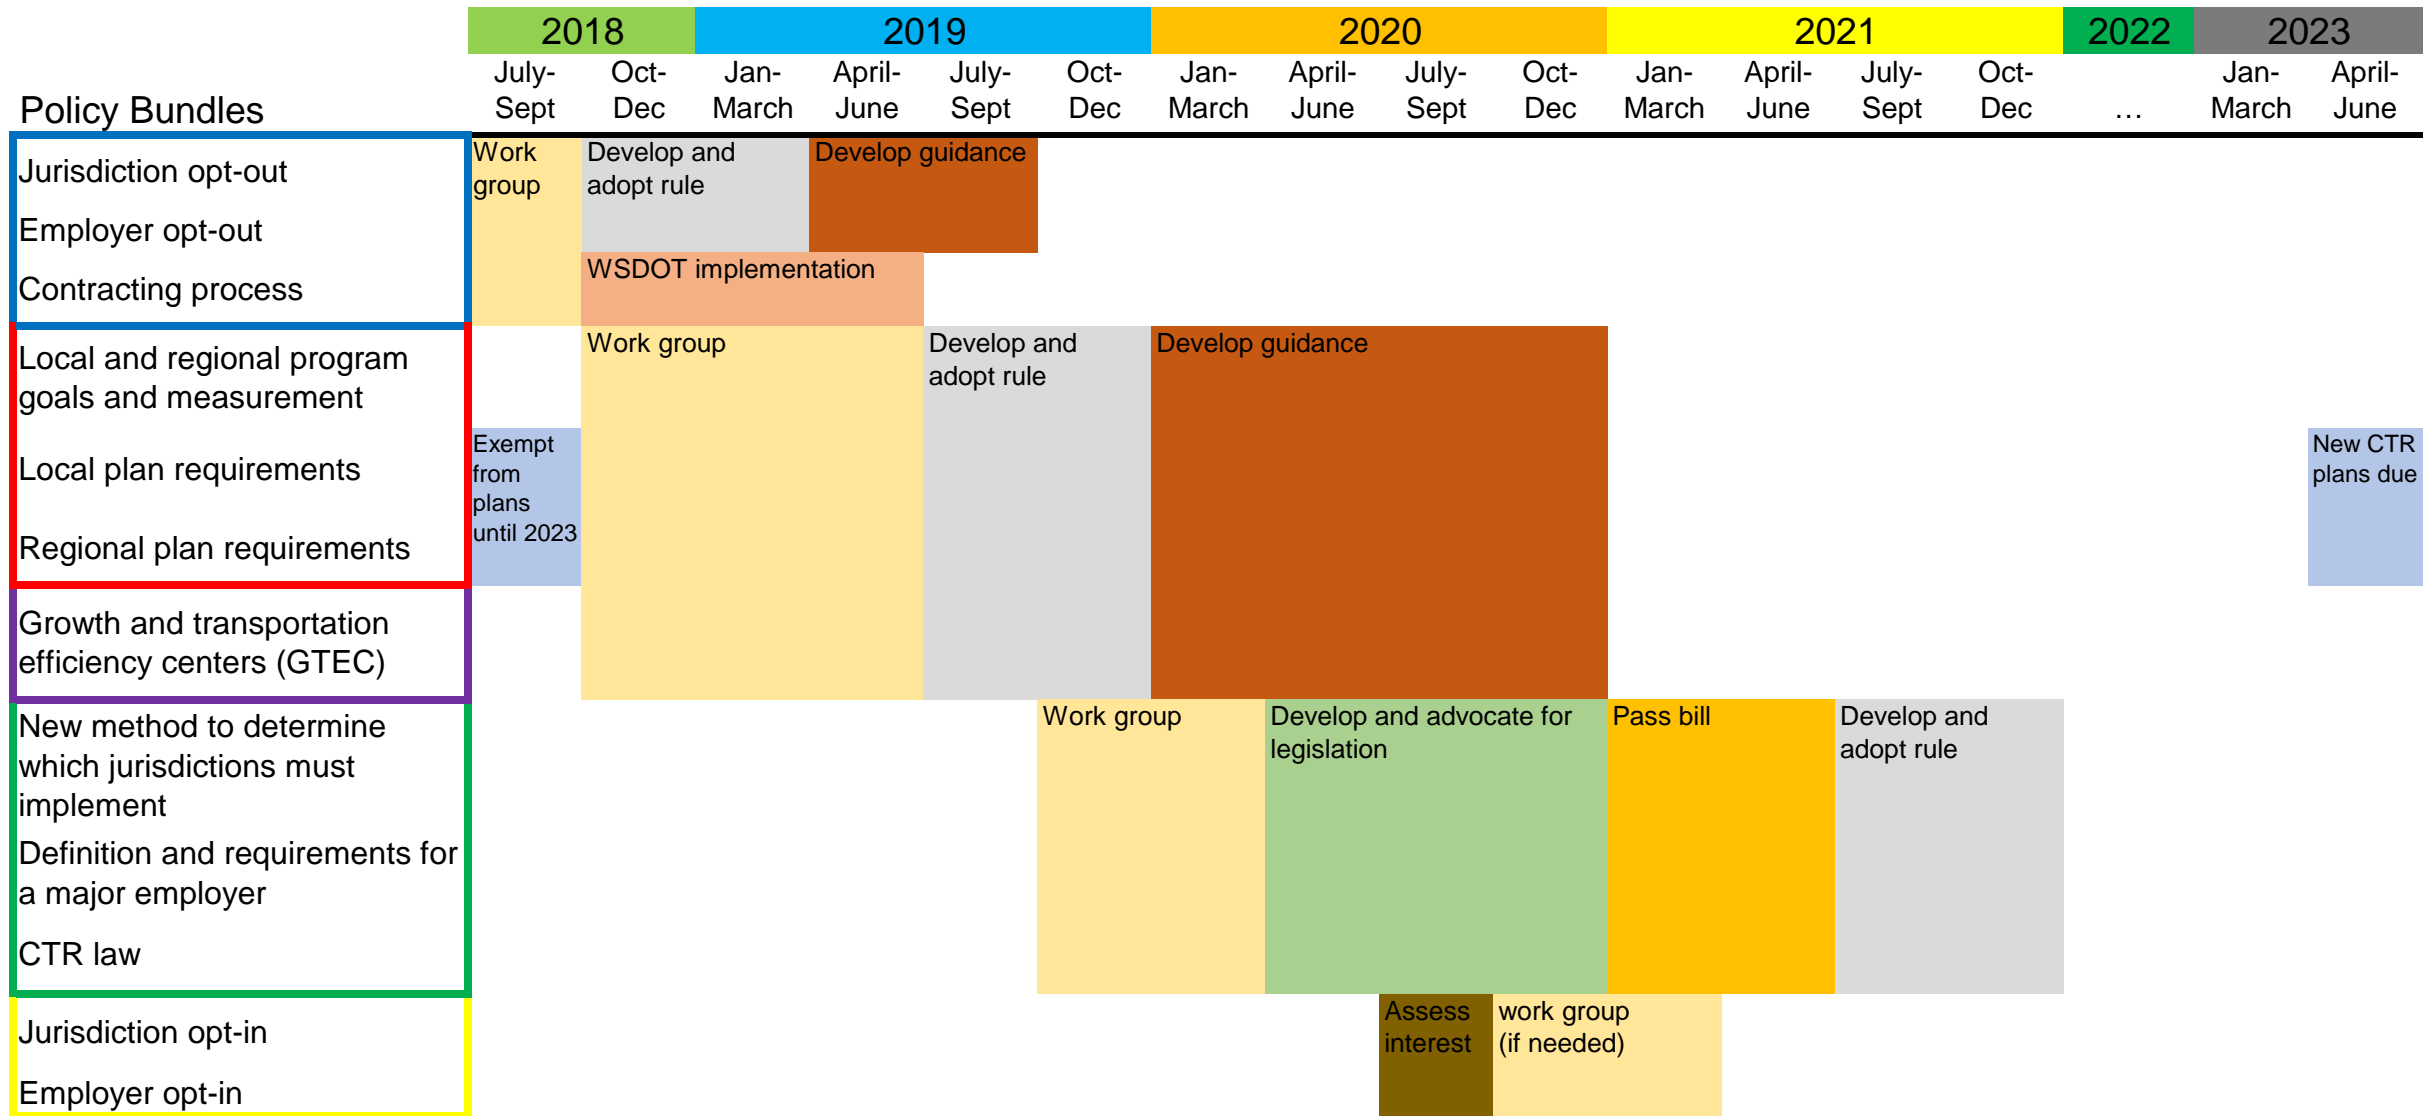 2018 2019 2020 2021 2022 2023
July- Oct- Jan- April- July- Oct- Jan- April- July- Oct- Jan- April- July- Oct- Jan- April-
Sept Dec March June Sept Dec March June Sept Dec March June Sept Dec … March June
Policy Bundles
Jurisdiction opt-out
Employer opt-out
Contracting process
Work
group
Develop and
adopt rule
Develop guidance
WSDOT implementation
Local and regional program
goals and measurement
Local plan requirements
Regional plan requirements
Exempt
from
plans
until 2023
Work group
Develop and
adopt rule
Develop guidance
New CTR
plans due
Growth and transportation
efficiency centers (GTEC)
New method to determine
which jurisdictions must
implement
Definition and requirements for
a major employer
CTR law
Work group
Develop and advocate for
legislation
Pass bill
Develop and
adopt rule
Jurisdiction opt-in
Employer opt-in
Assess
interest
work group
(if needed)